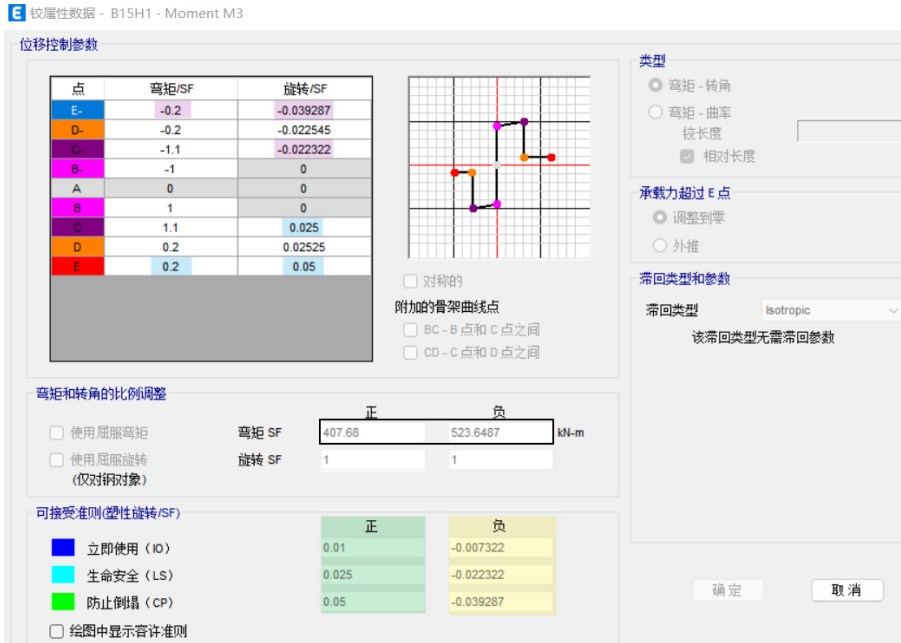 E 铰属性数据 - B15H1 - Moment M3
位移控制参数
点 弯矩/SF 旋转/SF
E- -0.2 -0.039287
D- -0.2 -0.022545
C- -1.1 -0.022322
B- -1 0
A 0 0
B 1 0
C 1.1 0.025
D 0.2 0.02525
E 0.2 0.05
对称的
附加的骨架曲线点
BC - B 点和 C 点之间
CD - C 点和 D 点之间
类型
弯矩 - 转角
弯矩 - 曲率
铰长度
相对长度
承载力超过 E 点
调整到零
外推
滞回类型和参数
滞回类型 Isotropic
该滞回类型无需滞回参数
弯矩和转角的比例调整
正 负
使用屈服弯矩 弯矩 SF 407.68 523.6487 kN-m
使用屈服旋转 旋转 SF 1 1
(仅对钢对象)
可接受准则(塑性旋转/SF)
正 负
立即使用（IO） 0.01 -0.007322
生命安全（LS） 0.025 -0.022322
防止倒塌（CP） 0.05 -0.039287
绘图中显示容许准则
确定 取消